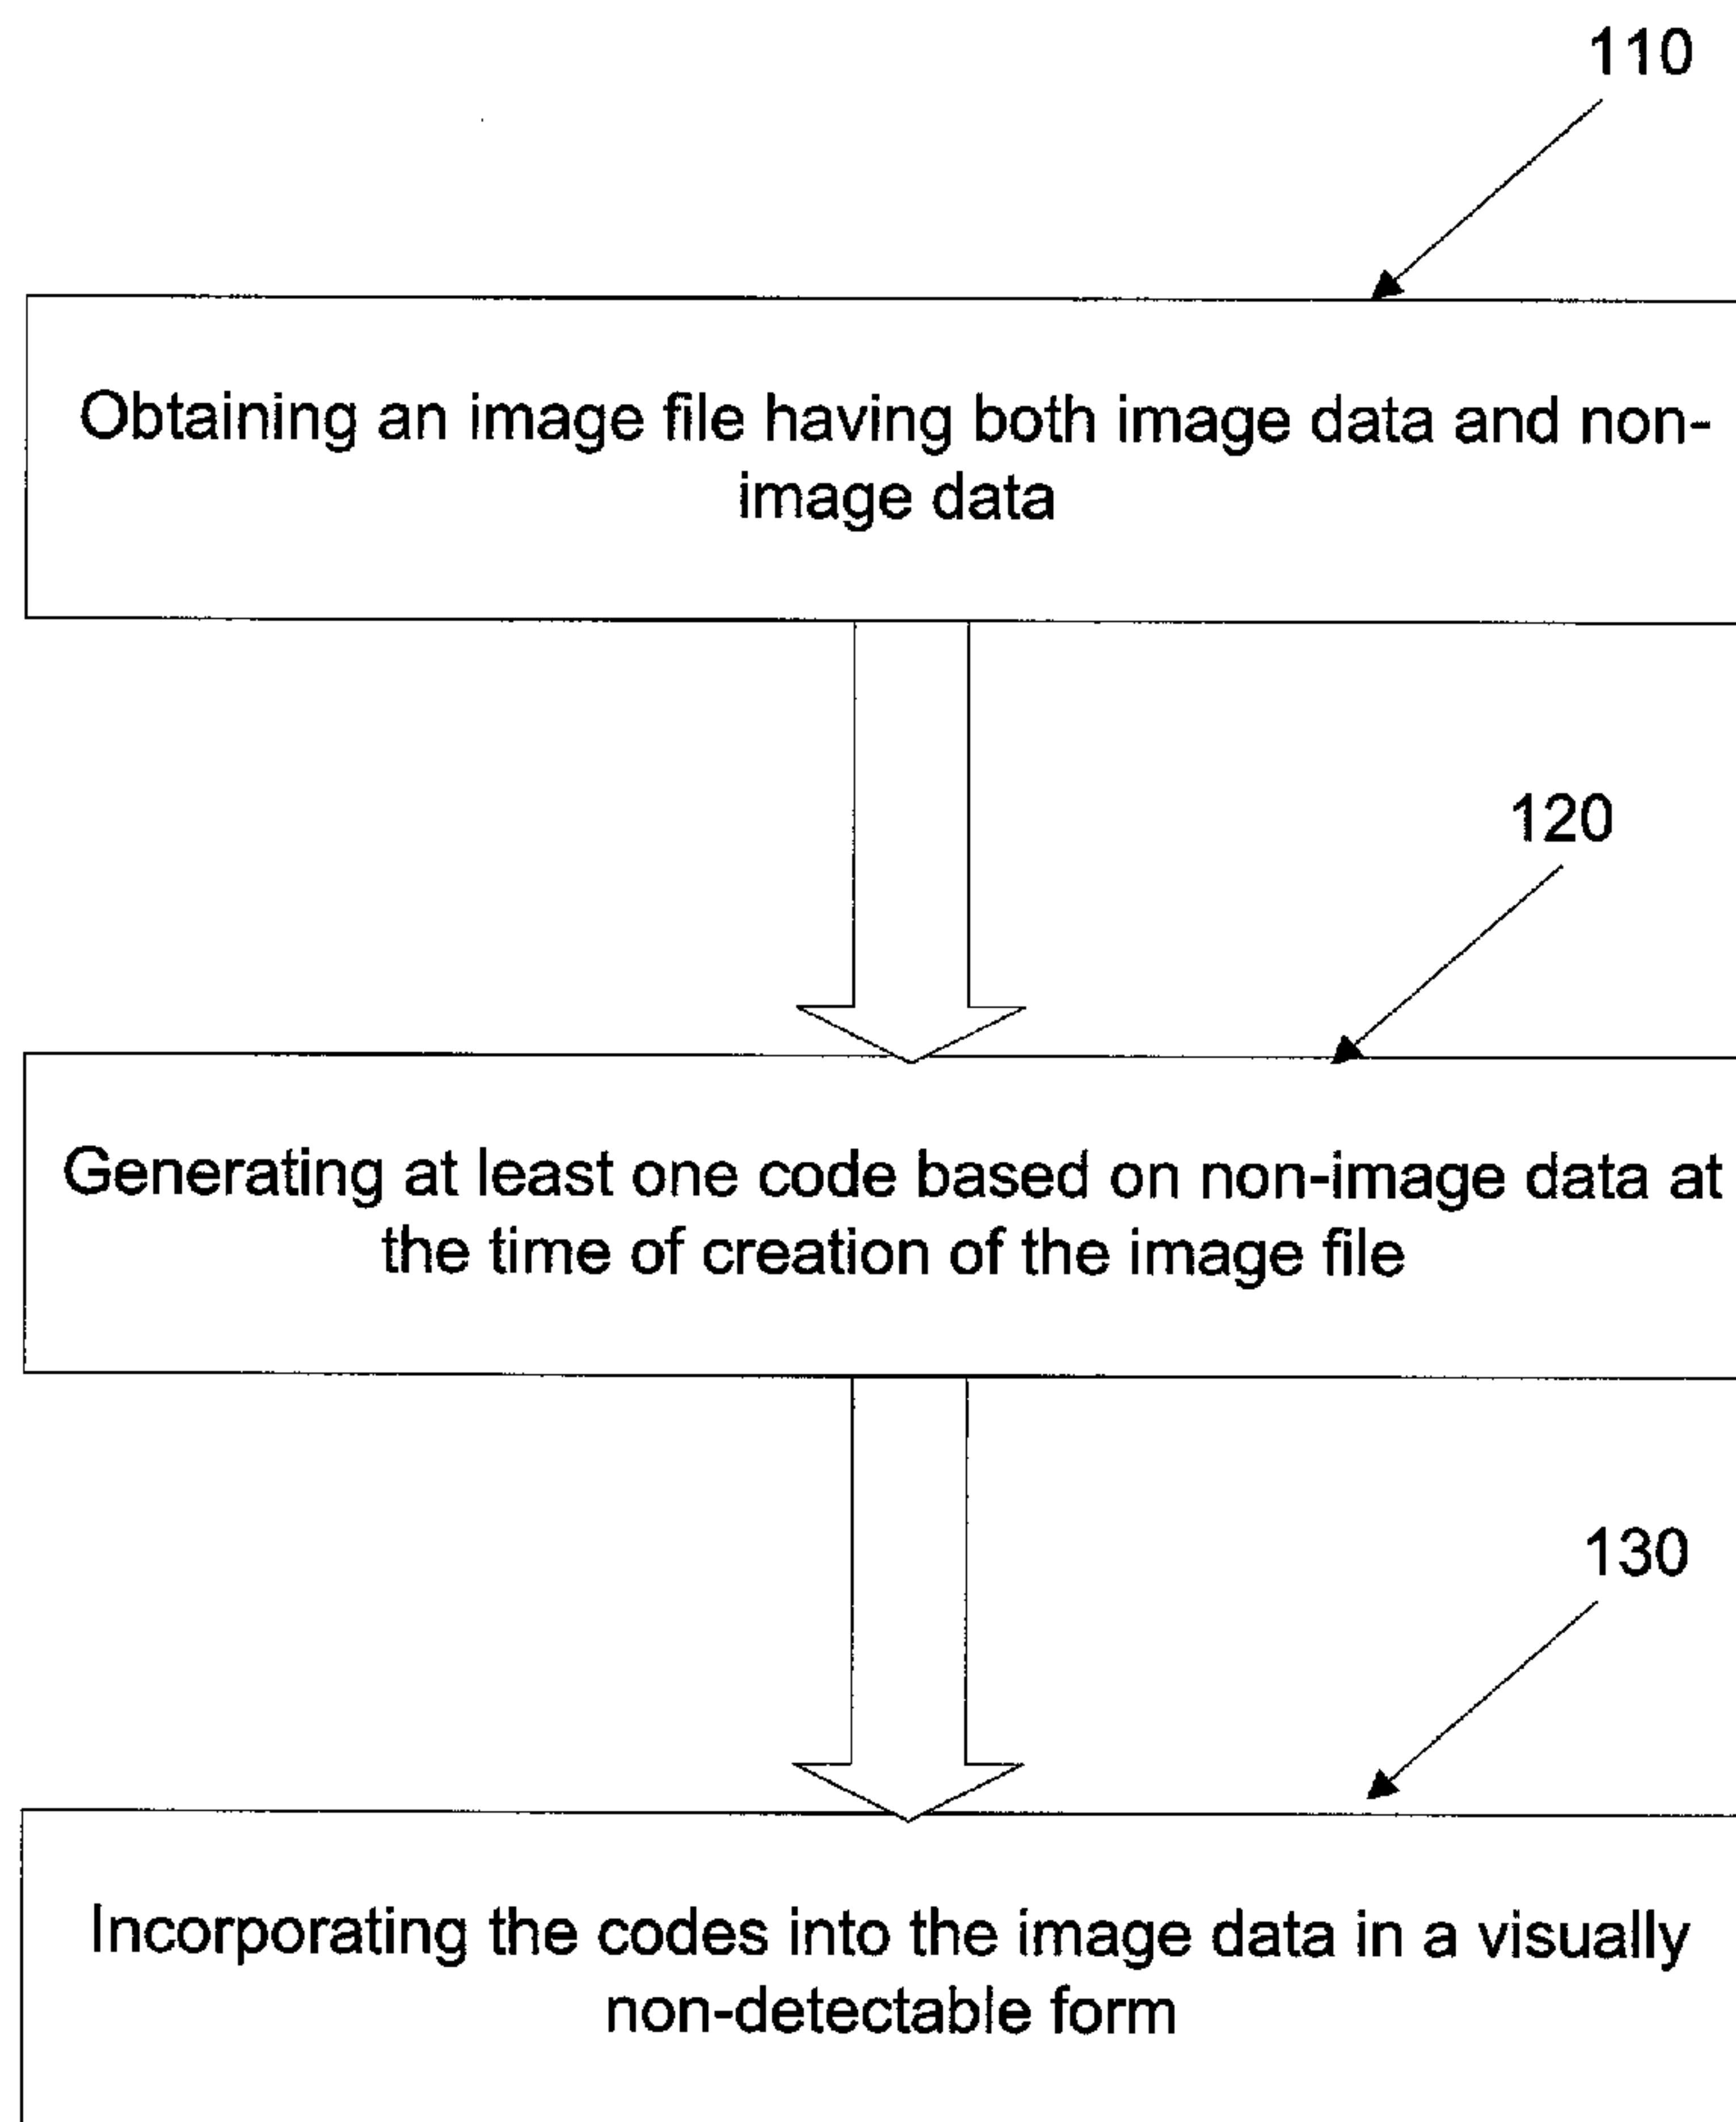 110
Obtaining an image file having both image data and non-
image data
120
Generating at least one code based on non-image data at
the time of creation of the image file
130
Incorporating the codes into the image data in a visually
non-detectable form